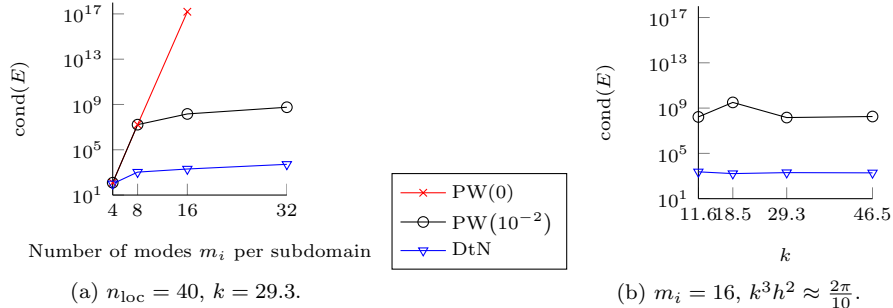 10^17
10^13
10^9
10^5
10^1
cond(E)
4 8 16 32
Number of modes m_i per subdomain
(a) n_loc = 40, k = 29.3.
PW(0)
PW(10^−2)
DtN
10^17
10^13
10^9
10^5
10^1
cond(E)
11.6 18.5 29.3 46.5
k
(b) m_i = 16, k^3h^2 ≈ 2π/10.